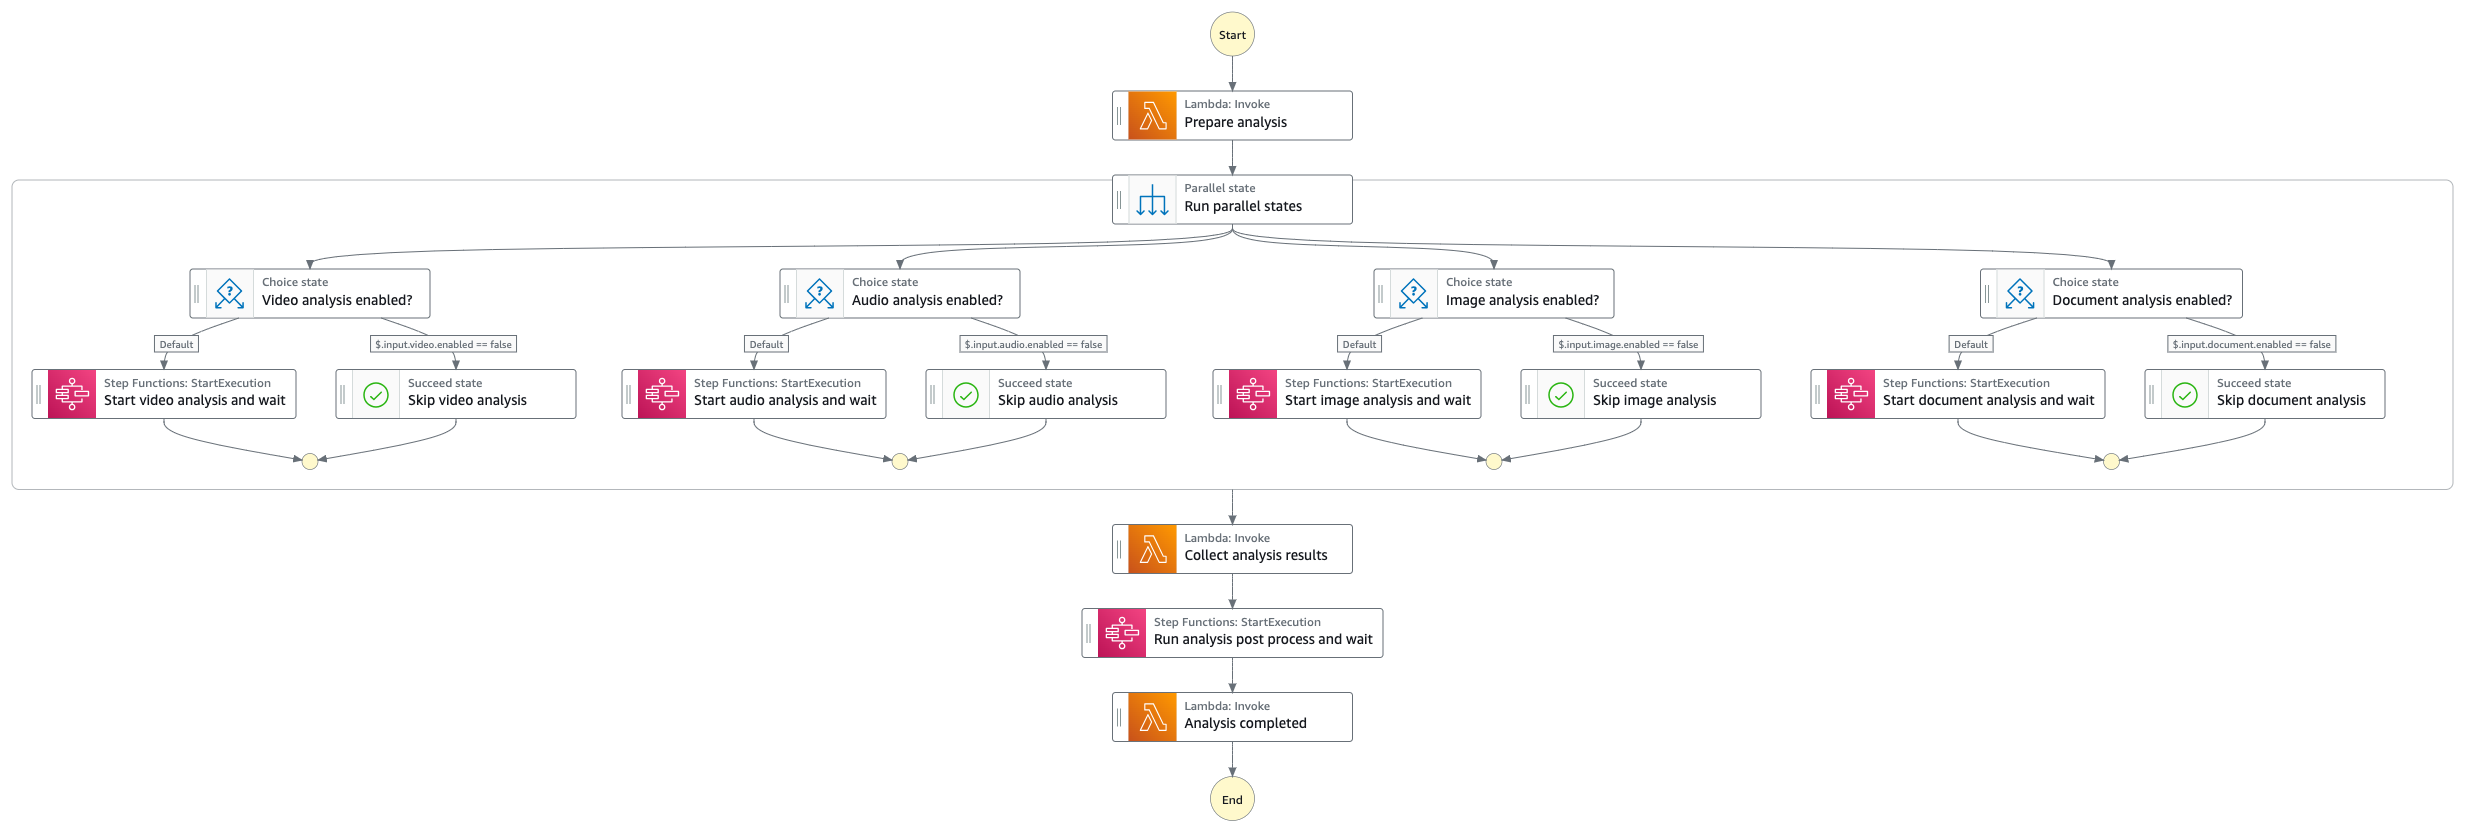 Start
Lambda: Invoke
Prepare analysis
Parallel state
Run parallel states
Choice state
Video analysis enabled?
Choice state
Audio analysis enabled?
Choice state
Image analysis enabled?
Choice state
Document analysis enabled?
Default
$.input.video.enabled == false
Default
$.input.audio.enabled == false
Default
$.input.image.enabled == false
Default
$.input.document.enabled == false
Step Functions: StartExecution
Start video analysis and wait
Succeed state
Skip video analysis
Step Functions: StartExecution
Start audio analysis and wait
Succeed state
Skip audio analysis
Step Functions: StartExecution
Start image analysis and wait
Succeed state
Skip image analysis
Step Functions: StartExecution
Start document analysis and wait
Succeed state
Skip document analysis
Lambda: Invoke
Collect analysis results
Step Functions: StartExecution
Run analysis post process and wait
Lambda: Invoke
Analysis completed
End